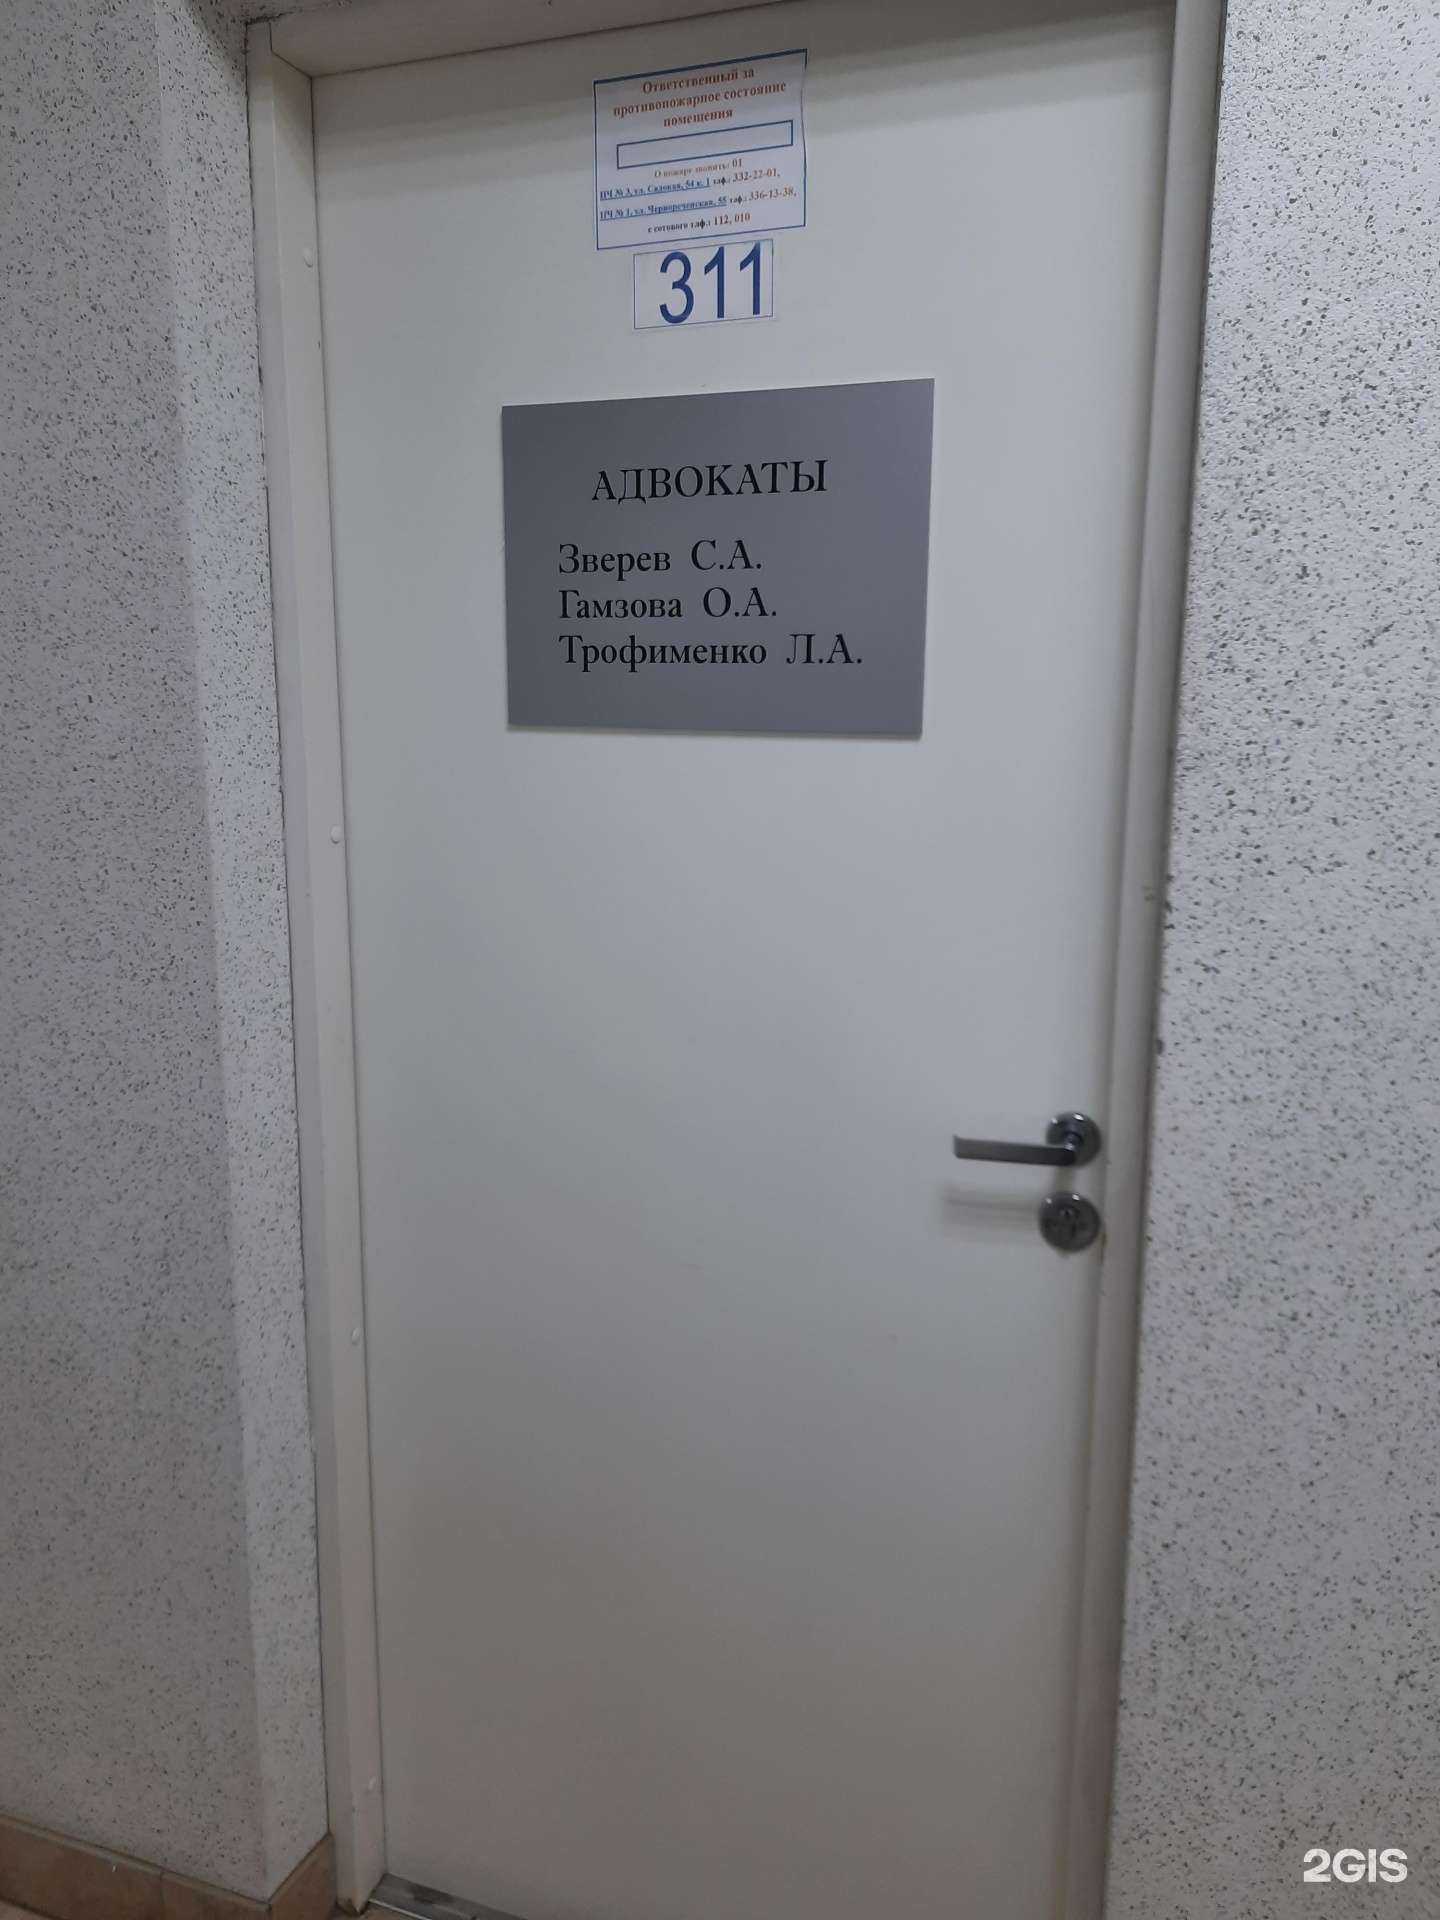 Ответственный за
противопожарное состояние
помещения
О пожаре звонить: 01
ПЧ № 3, ул. Садовая, 54 к. 1 тлф.: 332-22-01,
ПЧ № 1, ул. Чернореченская, 55 тлф.: 336-13-38,
с сотового тлф.: 112, 010
311
АДВОКАТЫ
Зверев С.А.
Гамзова О.А.
Трофименко Л.А.
2GIS